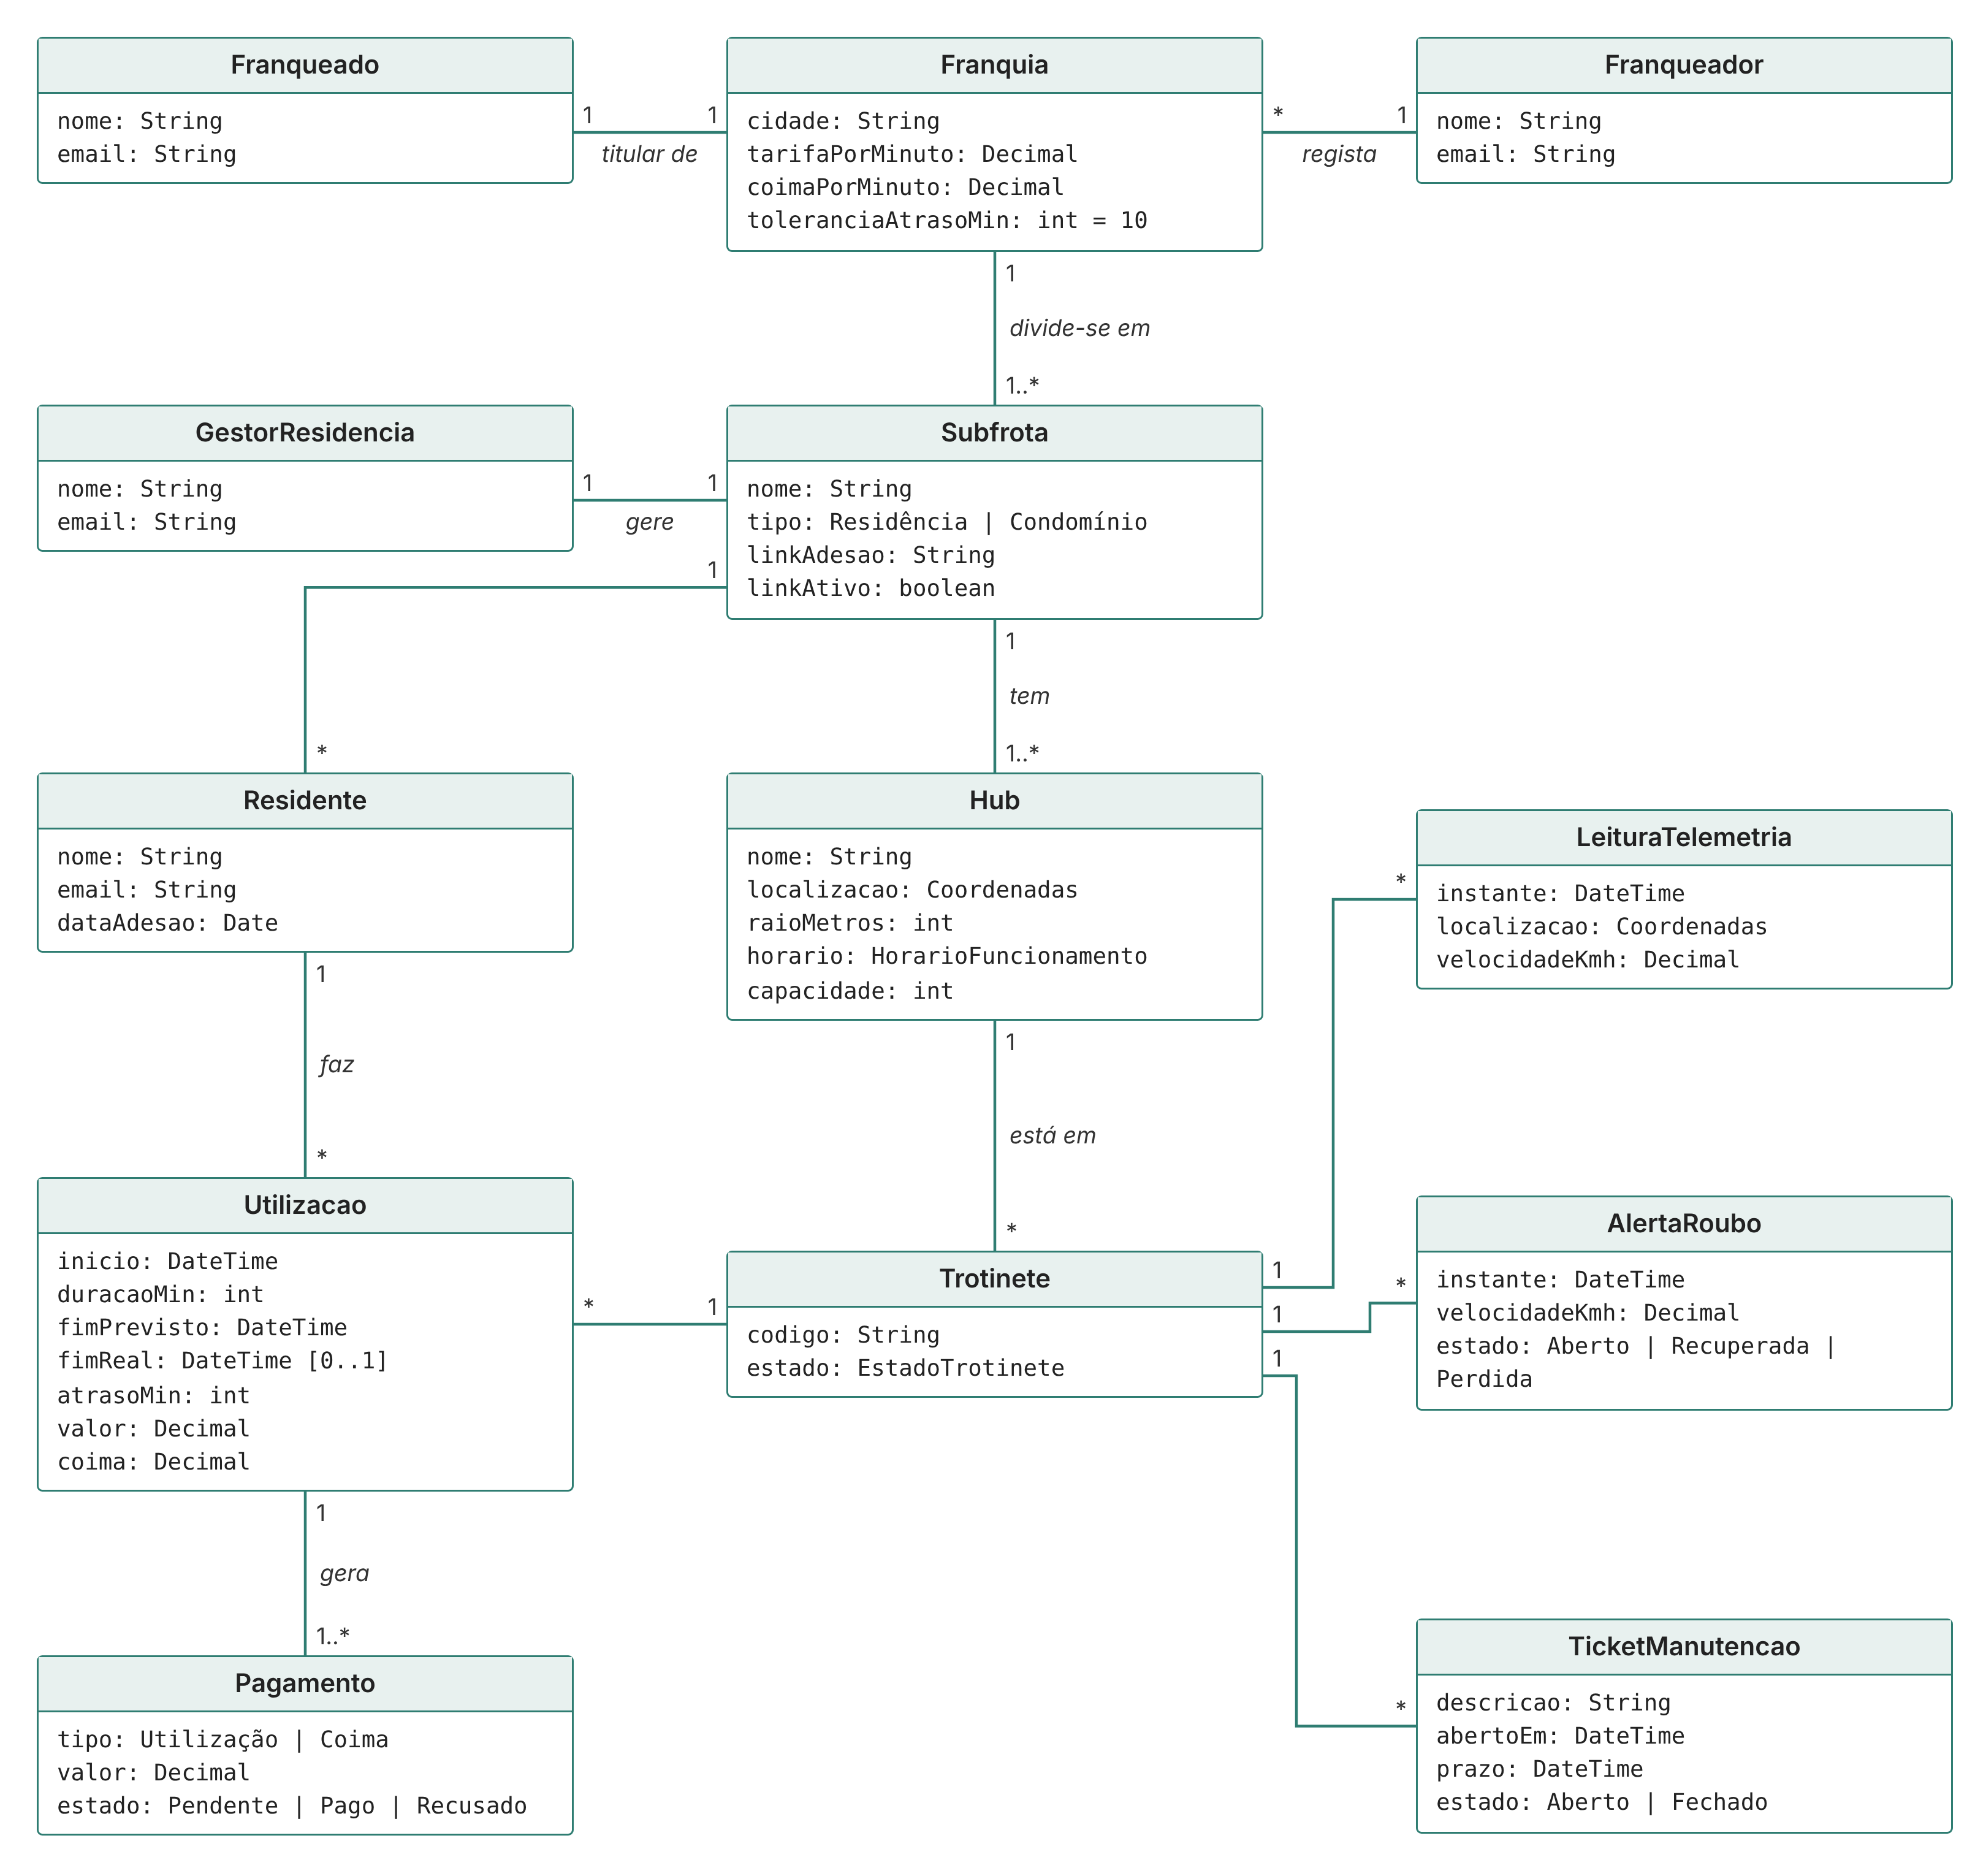 Franqueado
nome: String
email: String
1
1
titular de
Franquia
cidade: String
tarifaPorMinuto: Decimal
coimaPorMinuto: Decimal
toleranciaAtrasoMin: int = 10
*
1
regista
Franqueador
nome: String
email: String
1
divide-se em
1..*
GestorResidencia
nome: String
email: String
1
1
gere
Subfrota
nome: String
tipo: Residência | Condomínio
linkAdesao: String
linkAtivo: boolean
1
*
1
tem
1..*
Residente
nome: String
email: String
dataAdesao: Date
Hub
nome: String
localizacao: Coordenadas
raioMetros: int
horario: HorarioFuncionamento
capacidade: int
LeituraTelemetria
instante: DateTime
localizacao: Coordenadas
velocidadeKmh: Decimal
*
1
faz
*
1
está em
*
Utilizacao
inicio: DateTime
duracaoMin: int
fimPrevisto: DateTime
fimReal: DateTime [0..1]
atrasoMin: int
valor: Decimal
coima: Decimal
*
1
Trotinete
codigo: String
estado: EstadoTrotinete
1
1
1
*
AlertaRoubo
instante: DateTime
velocidadeKmh: Decimal
estado: Aberto | Recuperada |
Perdida
1
gera
1..*
Pagamento
tipo: Utilização | Coima
valor: Decimal
estado: Pendente | Pago | Recusado
*
TicketManutencao
descricao: String
abertoEm: DateTime
prazo: DateTime
estado: Aberto | Fechado